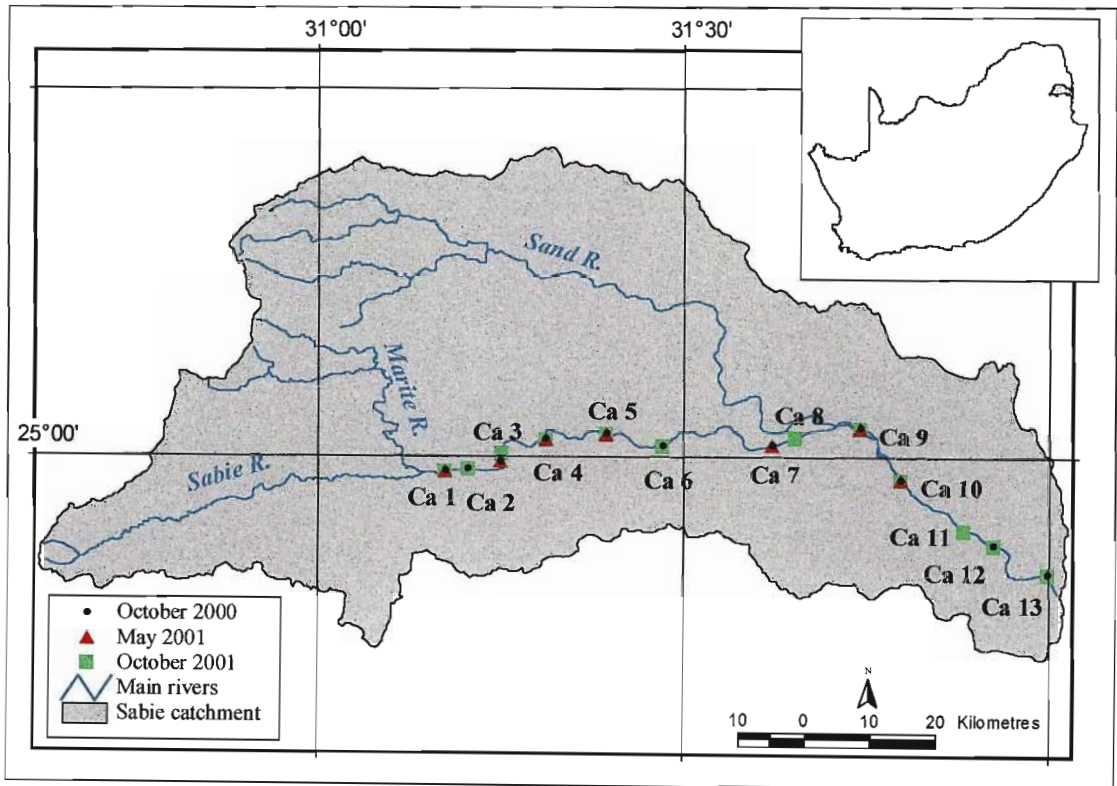 31°00'
31°30'
Sand R.
Marite R.
25°00'
Sabie R.
Ca 1
Ca 2
Ca 3
Ca 4
Ca 5
Ca 6
Ca 7
Ca 8
Ca 9
Ca 10
Ca 11
Ca 12
Ca 13
October 2000
May 2001
October 2001
Main rivers
Sabie catchment
N
10 0 10 20 Kilometres